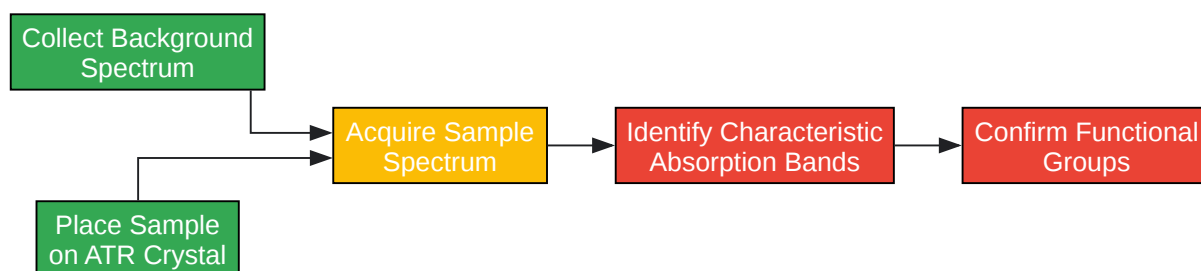 Collect Background
Spectrum
Acquire Sample
Spectrum
Identify Characteristic
Absorption Bands
Confirm Functional
Groups
Place Sample
on ATR Crystal